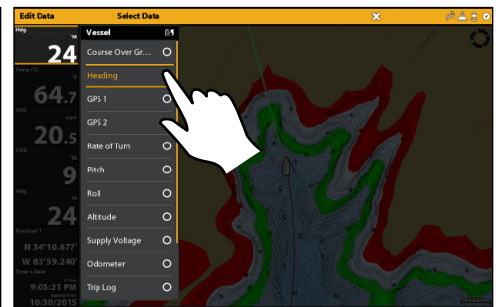 Edit Data
Select Data
X
Hdg
°M
24
Temp (1)
°F
64.7
SOG
mph
20.5
COG
°M
9
Hdg
°M
24
Position 1
N 34°10.677'
W 83°59.240'
Time + Date
9:05:21 PM
10/30/2015
Vessel
Course Over Gr...
Heading
GPS 1
GPS 2
Rate of Turn
Pitch
Roll
Altitude
Supply Voltage
Odometer
Trip Log